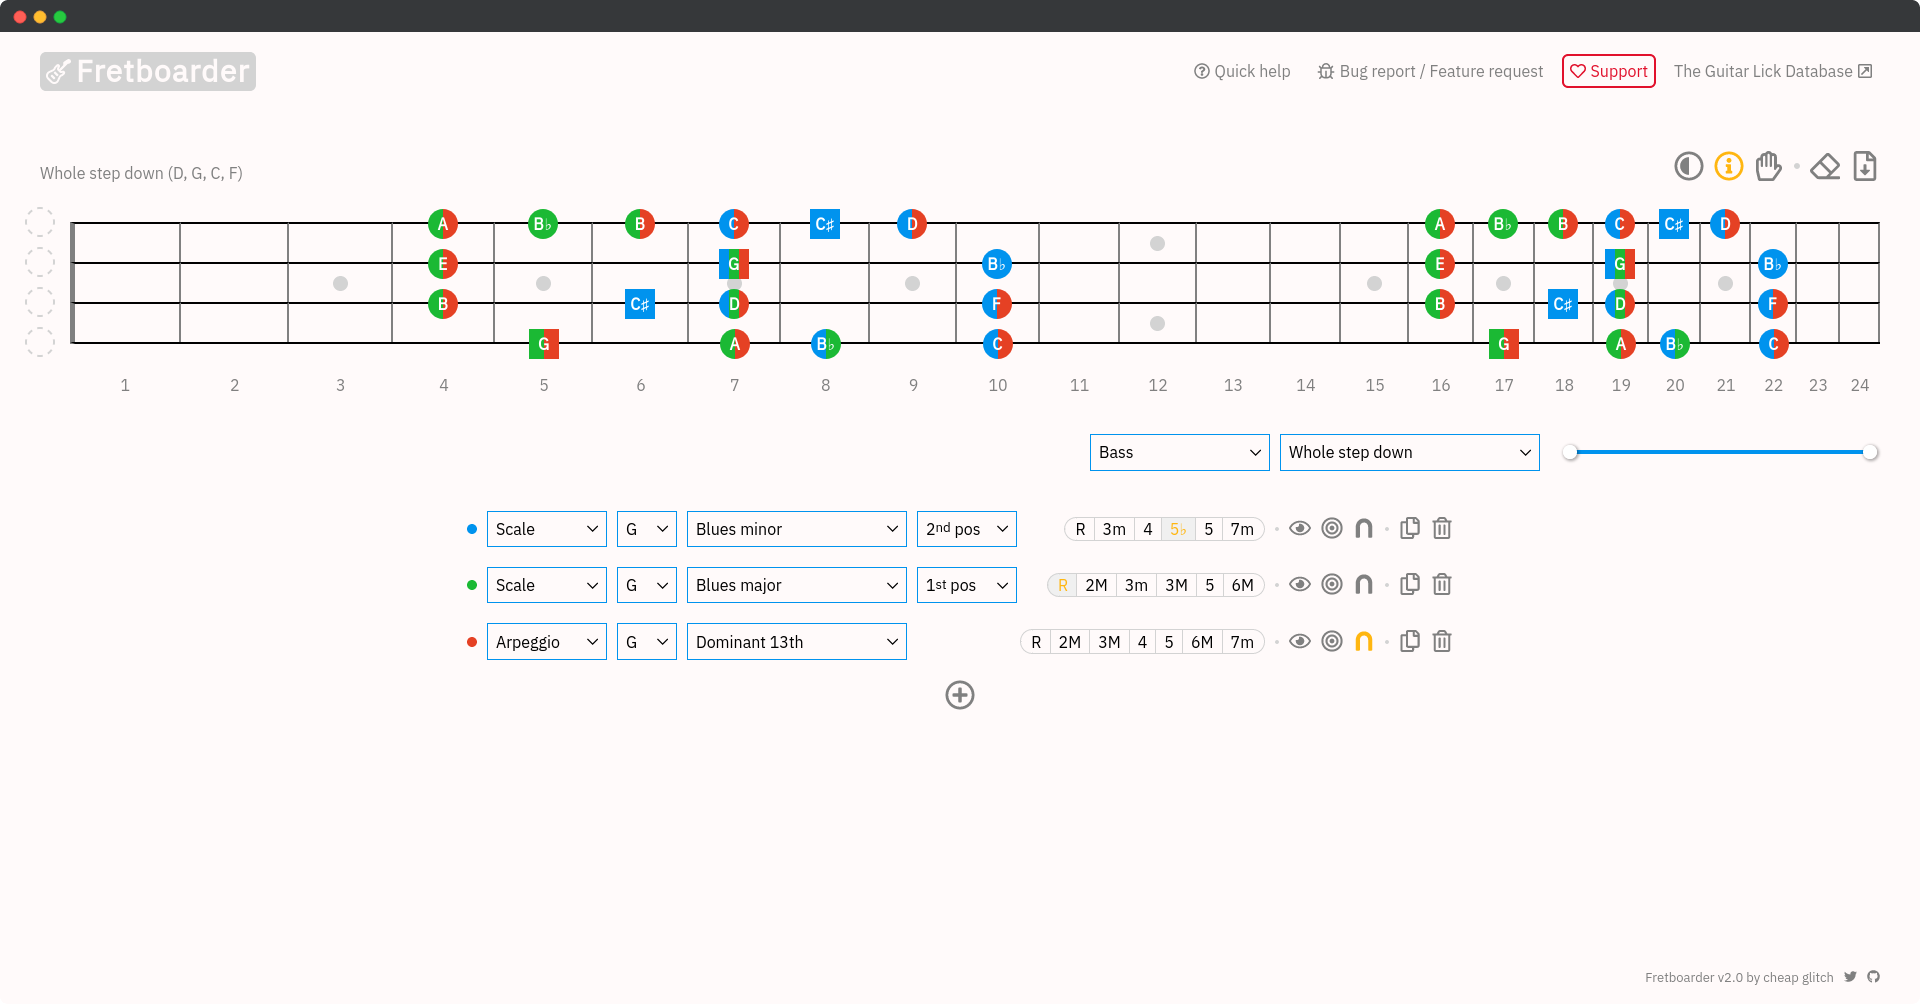 Fretboarder
Quick help Bug report / Feature request Support The Guitar Lick Database
Whole step down (D, G, C, F)
A B♭ B C C♯ D A B♭ B C C♯ D
E G B♭ E G B♭
B C♯ D F B C♯ D F
G A B♭ C G A B♭ C
1 2 3 4 5 6 7 8 9 10 11 12 13 14 15 16 17 18 19 20 21 22 23 24
Bass Whole step down
Scale G Blues minor 2nd pos R 3m 4 5♭ 5 7m
Scale G Blues major 1st pos R 2M 3m 3M 5 6M
Arpeggio G Dominant 13th R 2M 3M 4 5 6M 7m
Fretboarder v2.0 by cheap glitch